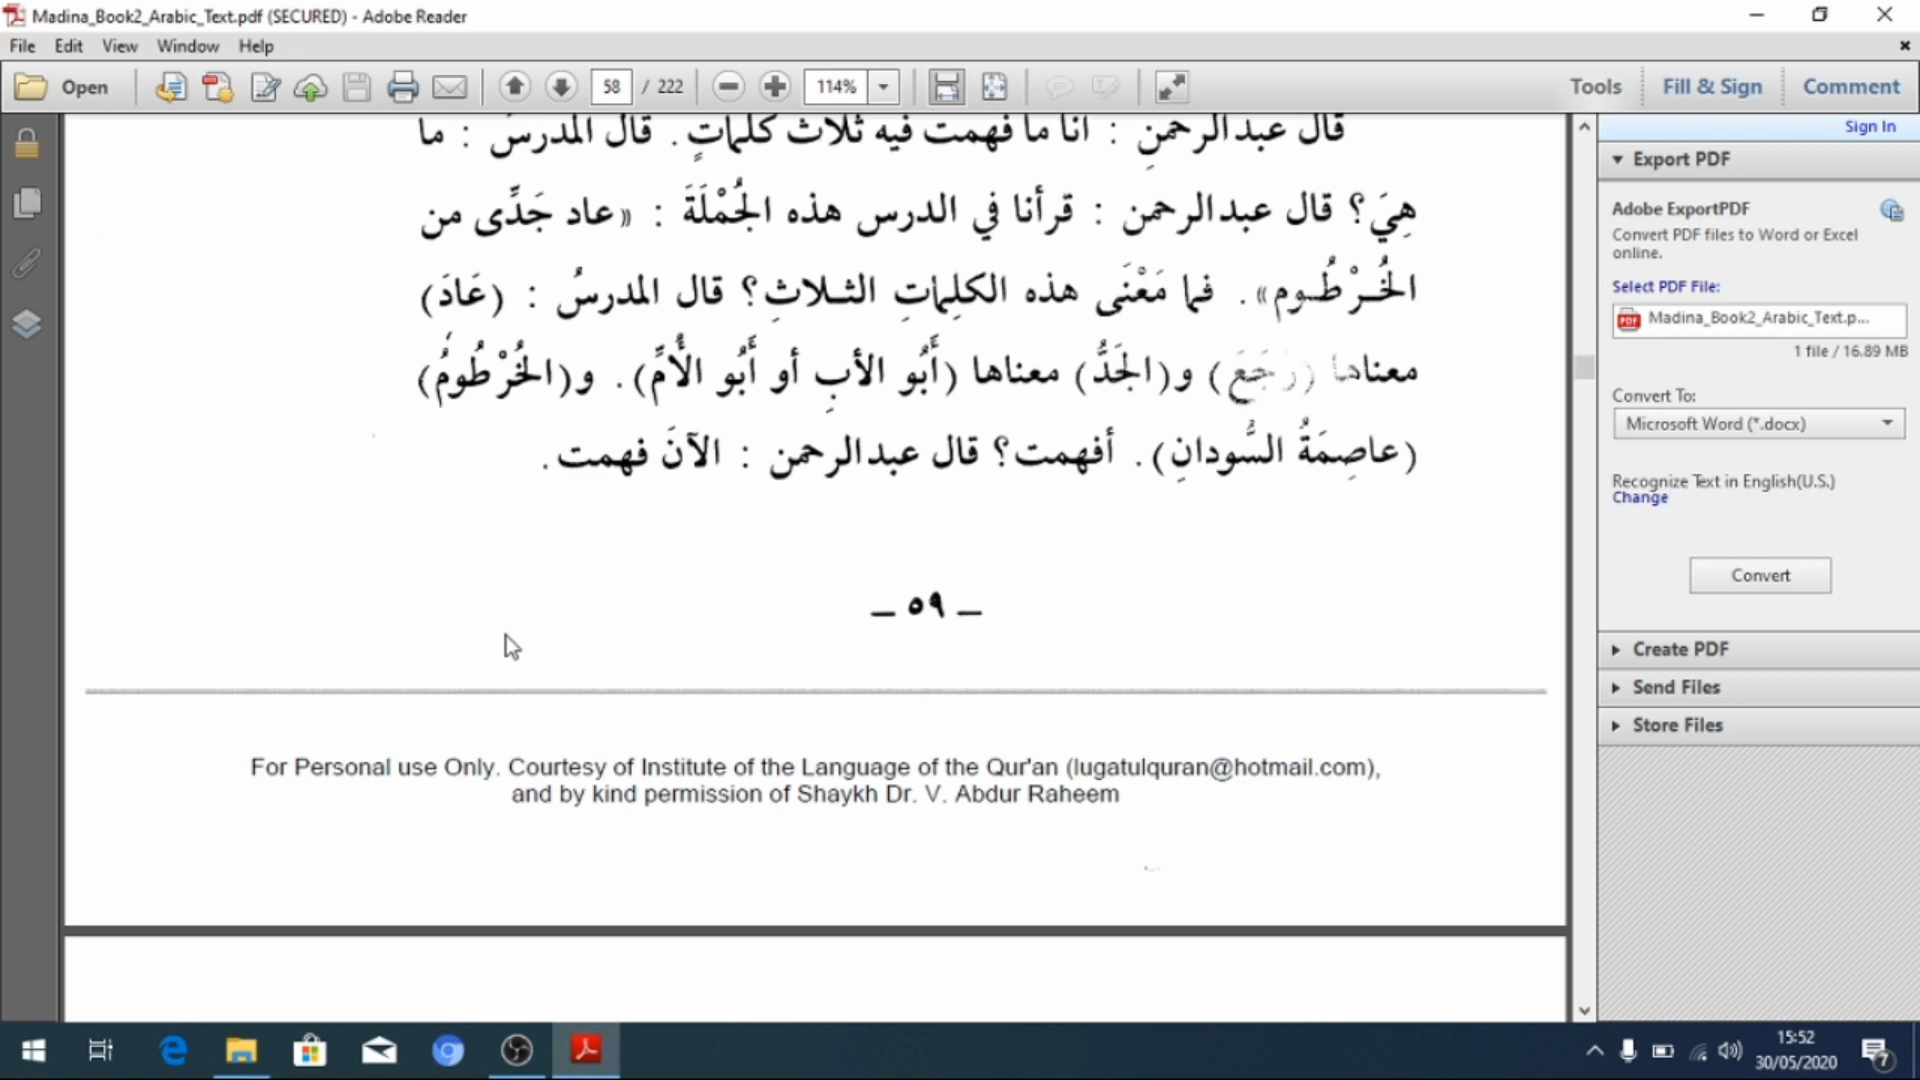 Madina_Book2_Arabic_Text.pdf (SECURED) - Adobe Reader
File Edit View Window Help
Open 58 / 222 114% Tools Fill & Sign Comment
Sign In
Export PDF
Adobe ExportPDF
Convert PDF files to Word or Excel
online.
Select PDF File:
Madina_Book2_Arabic_Text.p...
1 file / 16.89 MB
Convert To:
Microsoft Word (*.docx)
Recognize Text in English(U.S.)
Change
Convert
Create PDF
Send Files
Store Files
قال عبدالرحمنِ : أنا ما فهمت فيه ثلاث كلماتٍ . قال المدرسُ : ما
هِيَ؟ قال عبدالرحمن : قرأنا في الدرس هذه الجُمْلَةَ : «عاد جَدِّى من
الخُرْطُوم» . فما مَعْنَى هذه الكلِماتِ الثلاثِ؟ قال المدرسُ : (عَادَ)
معناها (رَجَعَ) و(الجَدُّ) معناها (أَبُو الأبِ أو أَبُو الأُمِّ) . و(الخُرْطُومُ)
(عاصِمَةُ السُّودانِ) . أفهمت؟ قال عبدالرحمن : الآنَ فهمت .
– ٥٩ –
For Personal use Only. Courtesy of Institute of the Language of the Qur'an (lugatulquran@hotmail.com),
and by kind permission of Shaykh Dr. V. Abdur Raheem
15:52
30/05/2020
7